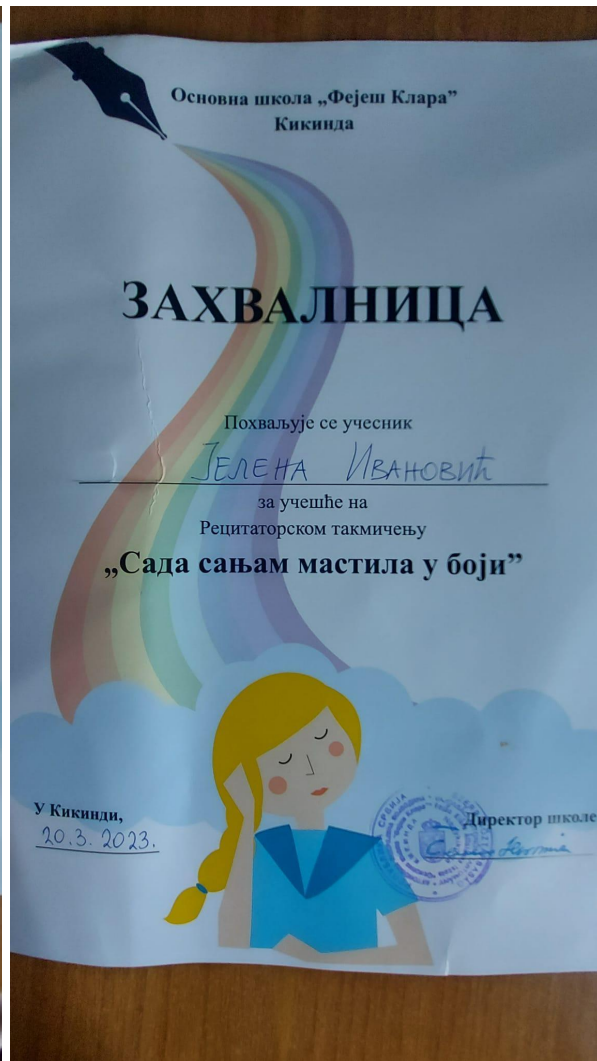 Основна школа „Фејеш Клара”
Кикинда
ЗАХВАЛНИЦА
Похваљује се учесник
Јелена Ивановић
за учешће на
Рецитаторском такмичењу
„Сада сањам мастила у боји”
У Кикинди,
20.3.2023.
Директор школе